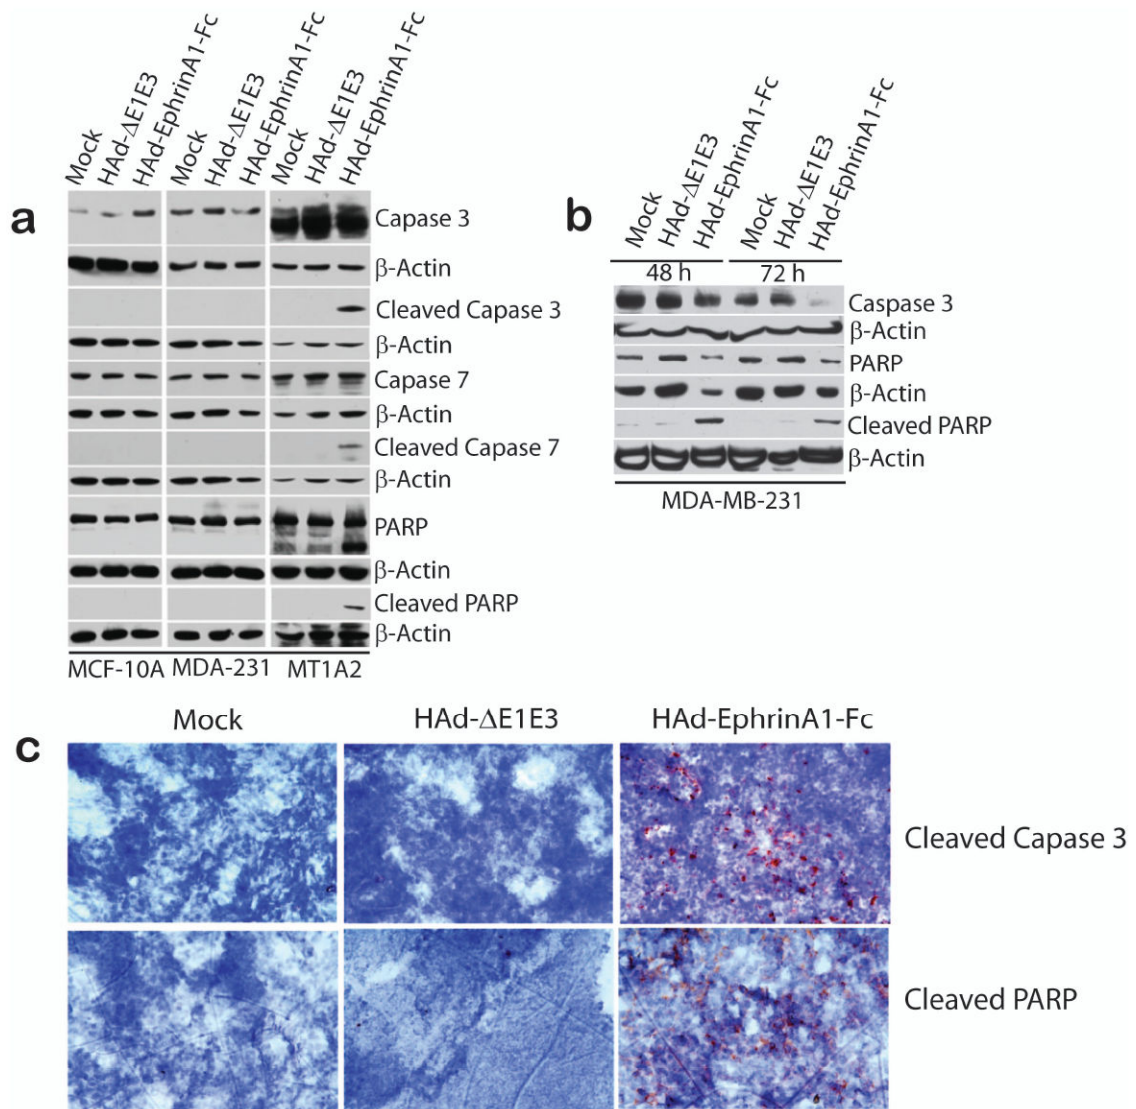 Mock
HAd-ΔE1E3
HAd-EphrinA1-Fc
Mock
HAd-ΔE1E3
HAd-EphrinA1-Fc
Mock
HAd-ΔE1E3
HAd-EphrinA1-Fc
a
Capase 3
β-Actin
Cleaved Capase 3
β-Actin
Capase 7
β-Actin
Cleaved Capase 7
β-Actin
PARP
β-Actin
Cleaved PARP
β-Actin
MCF-10A MDA-231 MT1A2
b
Mock
HAd-ΔE1E3
HAd-EphrinA1-Fc
Mock
HAd-ΔE1E3
HAd-EphrinA1-Fc
48 h 72 h
Caspase 3
β-Actin
PARP
β-Actin
Cleaved PARP
β-Actin
MDA-MB-231
c
Mock HAd-ΔE1E3 HAd-EphrinA1-Fc
Cleaved Capase 3
Cleaved PARP